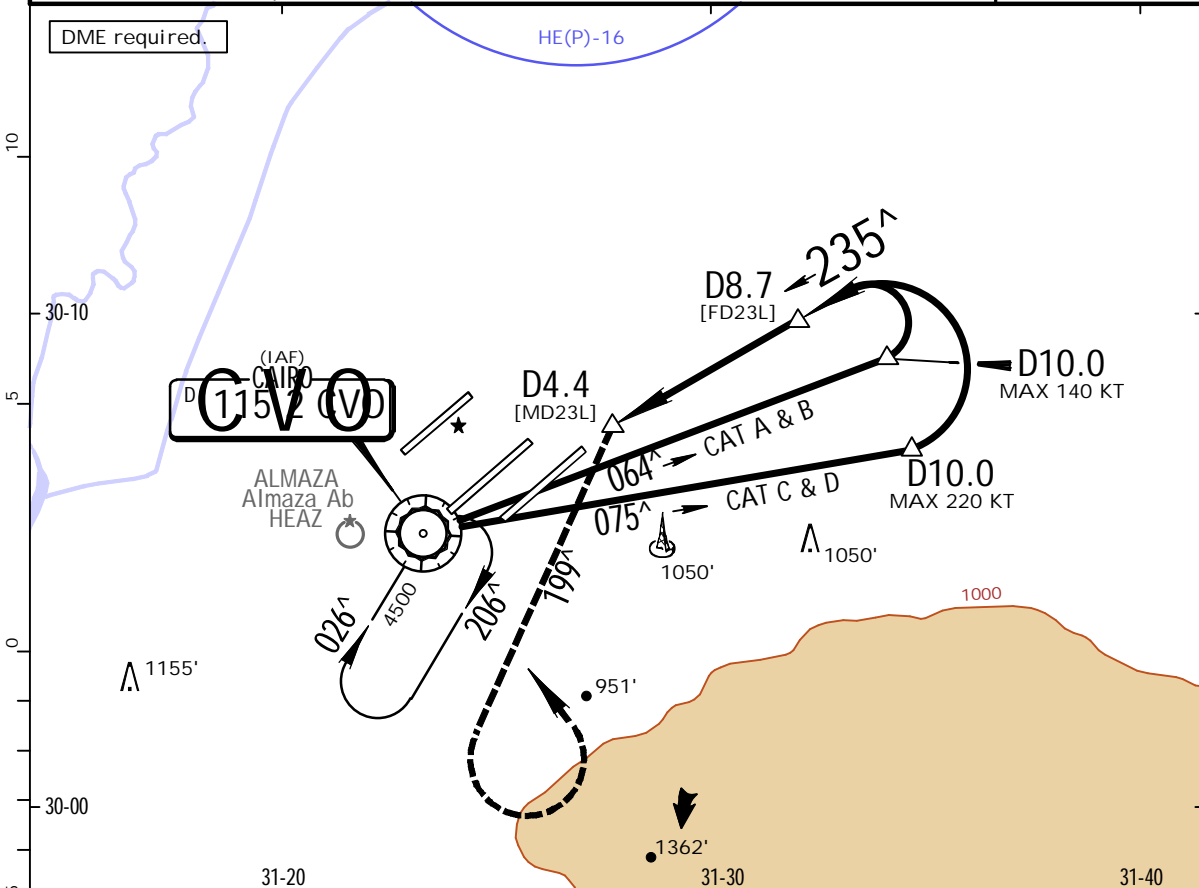 DME required.
HE(P)-16
10
235^
D8.7
[FD23L]
30-10
(IAF)
CAIRO
D 115.2 CVO
C V O
D4.4
[MD23L]
D10.0
MAX 140 KT
5
CAT A & B
064^
D10.0
MAX 220 KT
CAT C & D
075^
ALMAZA
Almaza Ab
HEAZ
1050'
1050'
199^
4500
206^
026^
1000
0
1155'
951'
30-00
1362'
31-20
31-30
31-40